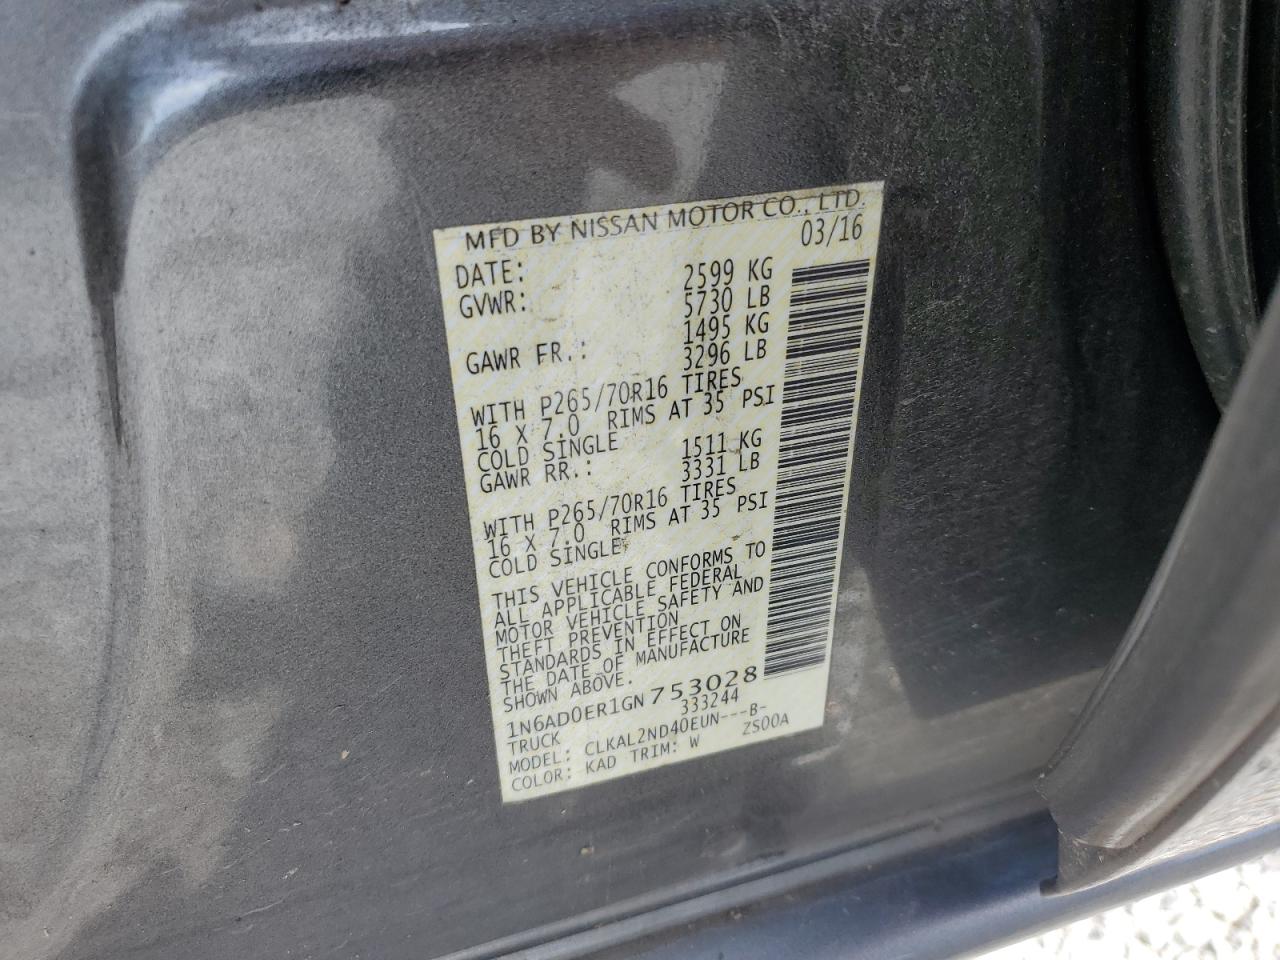 MFD BY NISSAN MOTOR CO., LTD.
DATE: 03/16
GVWR: 2599 KG
5730 LB
GAWR FR.: 1495 KG
3296 LB
WITH P265/70R16 TIRES
16 X 7.0 RIMS AT 35 PSI
COLD SINGLE
GAWR RR.: 1511 KG
3331 LB
WITH P265/70R16 TIRES
16 X 7.0 RIMS AT 35 PSI
COLD SINGLE
THIS VEHICLE CONFORMS TO
ALL APPLICABLE FEDERAL
MOTOR VEHICLE SAFETY AND
THEFT PREVENTION
STANDARDS IN EFFECT ON
THE DATE OF MANUFACTURE
SHOWN ABOVE.
1N6AD0ER1GN753028
TRUCK 333244
MODEL: CLKAL2ND40EUN---B-
COLOR: KAD TRIM: W ZS00A